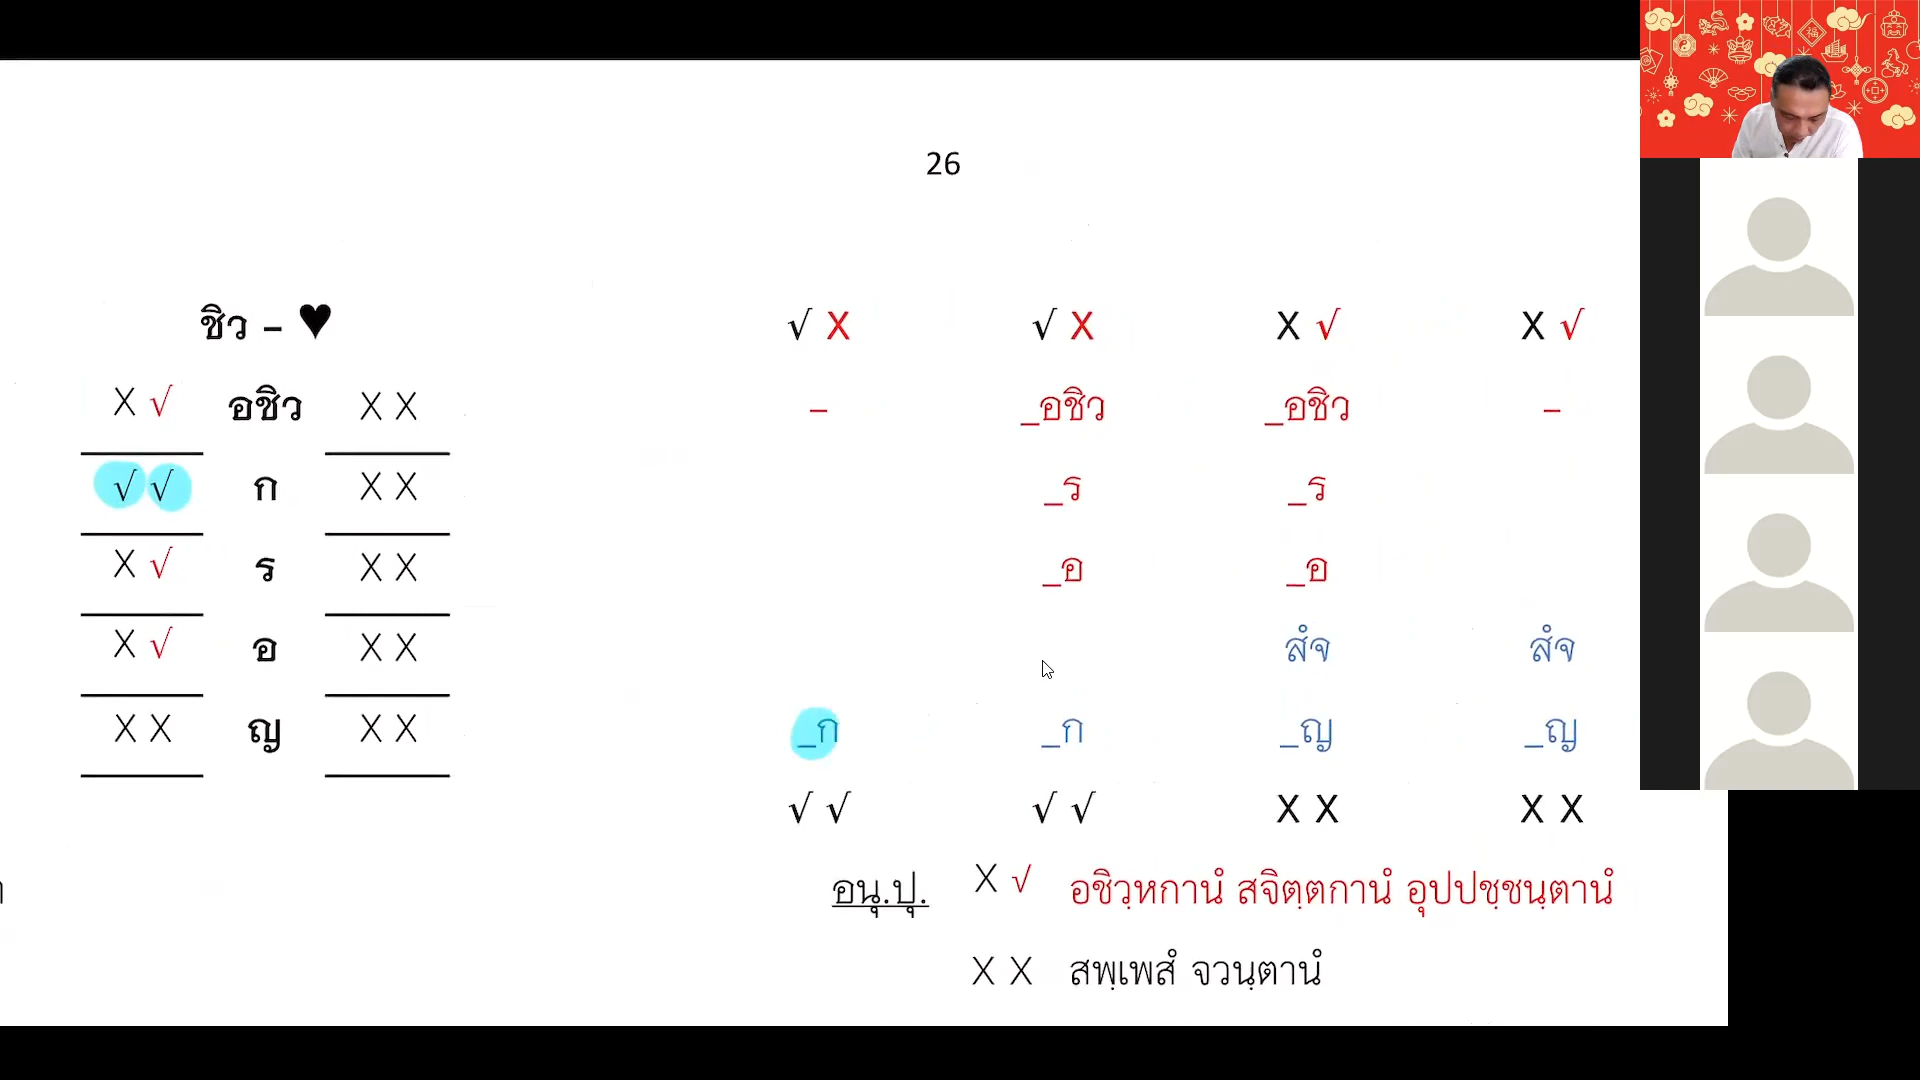 26
ชิว – ♥ √ X √ X X √ X √
X √ อชิว X X – _อชิว _อชิว –
√ √ ก X X _ร _ร
X √ ร X X _อ _อ
X √ อ X X สํจ สํจ
X X ญ X X _ก _ก _ญ _ญ
√ √ √ √ X X X X
อนุ.ปุ. X √ อชิวฺหกานํ สจิตฺตกานํ อุปปชฺชนฺตานํ
X X สพฺเพสํ จวนฺตานํ